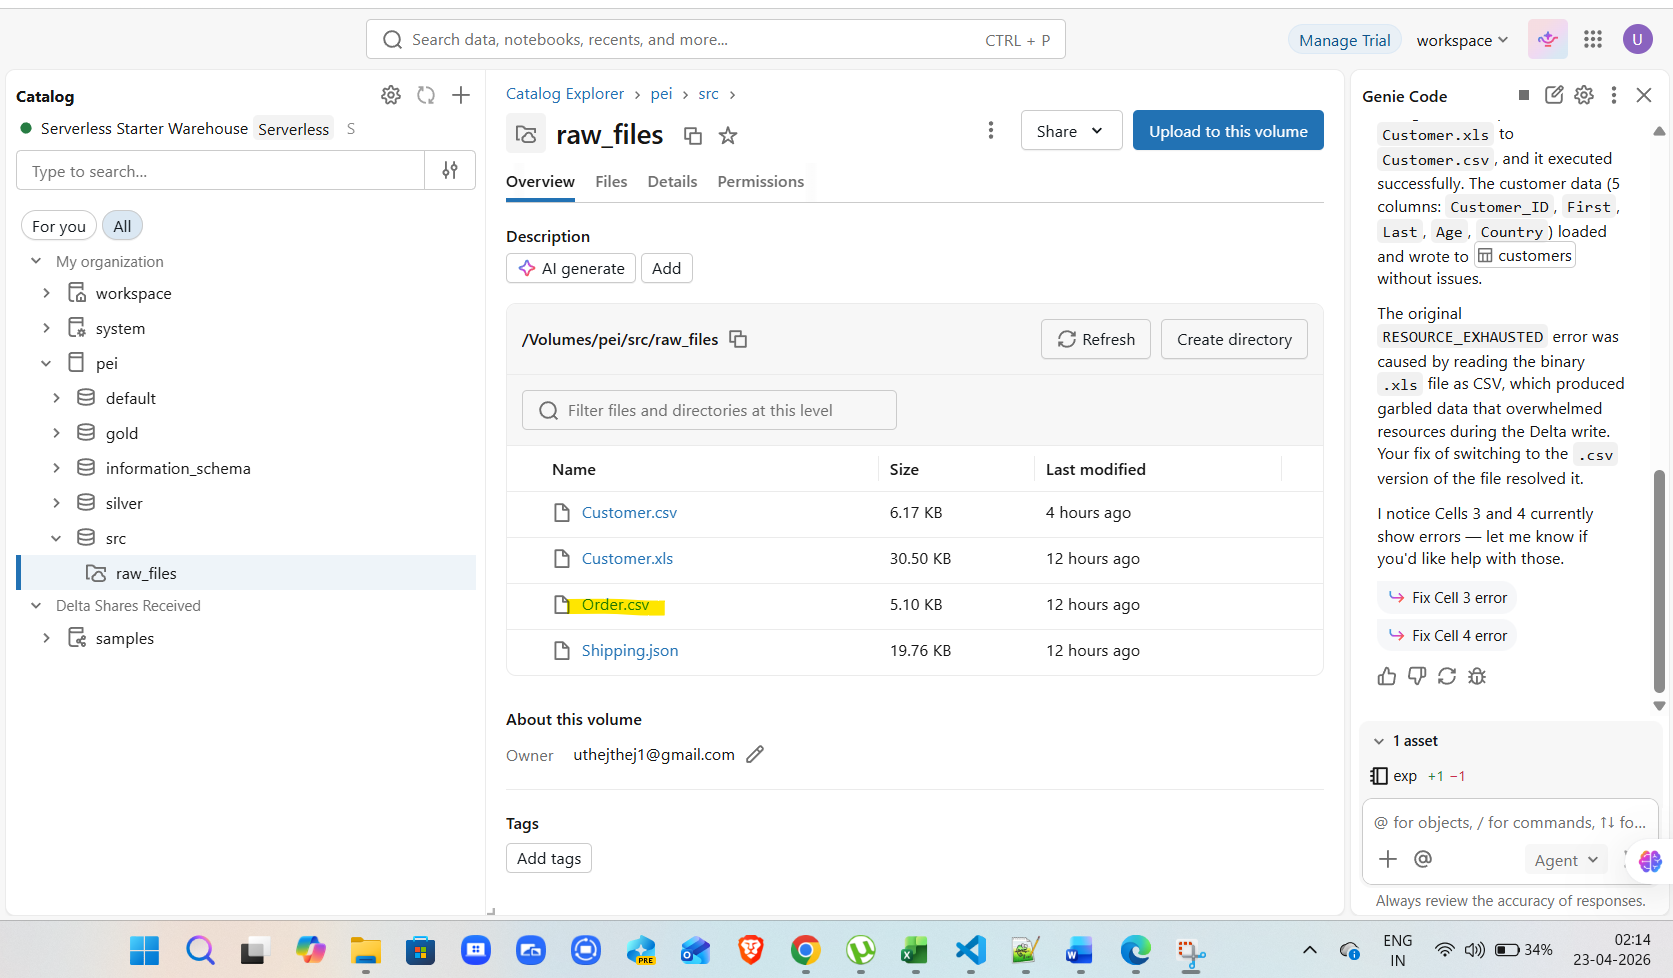 Search data, notebooks, recents, and more...
CTRL + P
Manage Trial
workspace
U
Catalog
Serverless Starter Warehouse
Serverless
S
Type to search...
For you
All
My organization
workspace
system
pei
default
gold
information_schema
silver
src
raw_files
Delta Shares Received
samples
Catalog Explorer > pei > src >
raw_files
Share
Upload to this volume
Overview
Files
Details
Permissions
Description
AI generate
Add
/Volumes/pei/src/raw_files
Refresh
Create directory
Filter files and directories at this level
Name Size Last modified
Customer.csv 6.17 KB 4 hours ago
Customer.xls 30.50 KB 12 hours ago
Order.csv 5.10 KB 12 hours ago
Shipping.json 19.76 KB 12 hours ago
About this volume
Owner uthejthej1@gmail.com
Tags
Add tags
Genie Code
Customer.xls to
Customer.csv, and it executed
successfully. The customer data (5
columns: Customer_ID, First,
Last, Age, Country) loaded
and wrote to customers
without issues.
The original
RESOURCE_EXHAUSTED error was
caused by reading the binary
.xls file as CSV, which produced
garbled data that overwhelmed
resources during the Delta write.
Your fix of switching to the .csv
version of the file resolved it.
I notice Cells 3 and 4 currently
show errors — let me know if
you'd like help with those.
Fix Cell 3 error
Fix Cell 4 error
1 asset
exp +1 −1
@ for objects, / for commands, ↑↓ fo...
Agent
Always review the accuracy of responses.
PRE
ENG
IN
34%
02:14
23-04-2026